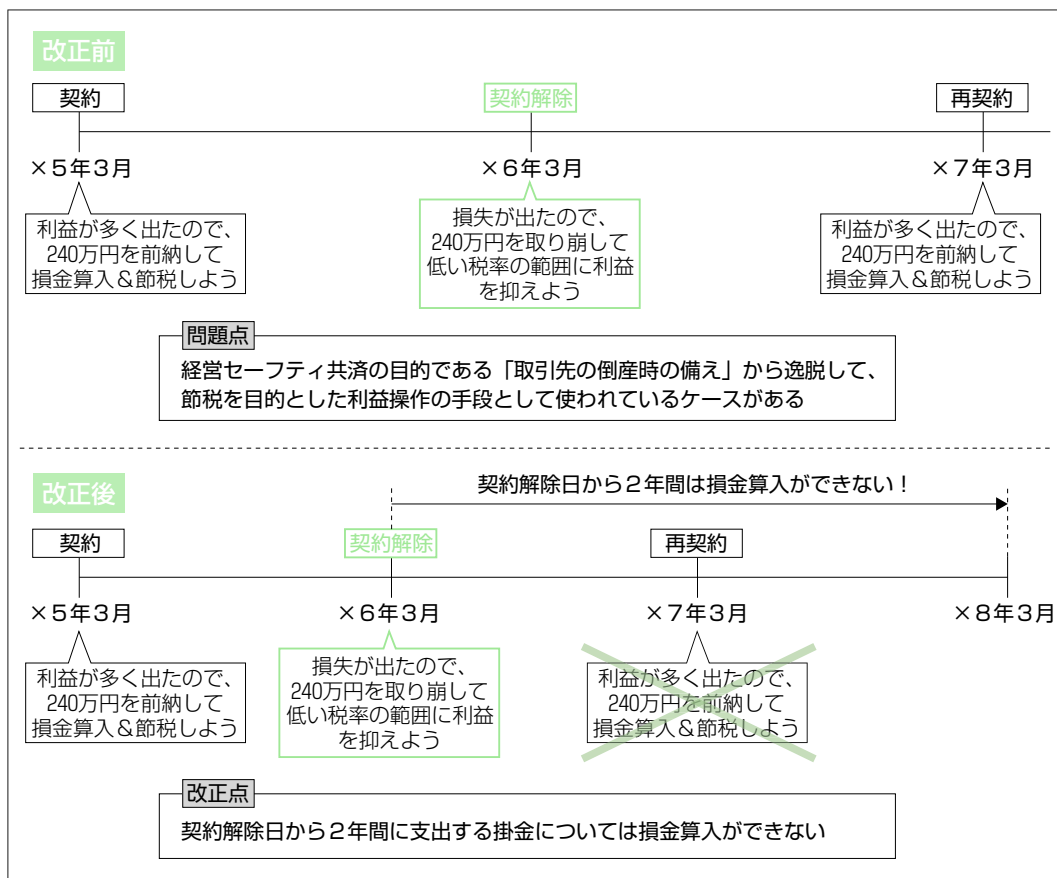 改正前
契約
契約解除
再契約
×5年3月
×6年3月
×7年3月
利益が多く出たので、
240万円を前納して
損金算入＆節税しよう
損失が出たので、
240万円を取り崩して
低い税率の範囲に利益
を抑えよう
利益が多く出たので、
240万円を前納して
損金算入＆節税しよう
問題点
経営セーフティ共済の目的である「取引先の倒産時の備え」から逸脱して、
節税を目的とした利益操作の手段として使われているケースがある
改正後
契約解除日から2年間は損金算入ができない！
契約
契約解除
再契約
×5年3月
×6年3月
×7年3月
×8年3月
利益が多く出たので、
240万円を前納して
損金算入＆節税しよう
損失が出たので、
240万円を取り崩して
低い税率の範囲に利益
を抑えよう
利益が多く出たので、
240万円を前納して
損金算入＆節税しよう
改正点
契約解除日から2年間に支出する掛金については損金算入ができない